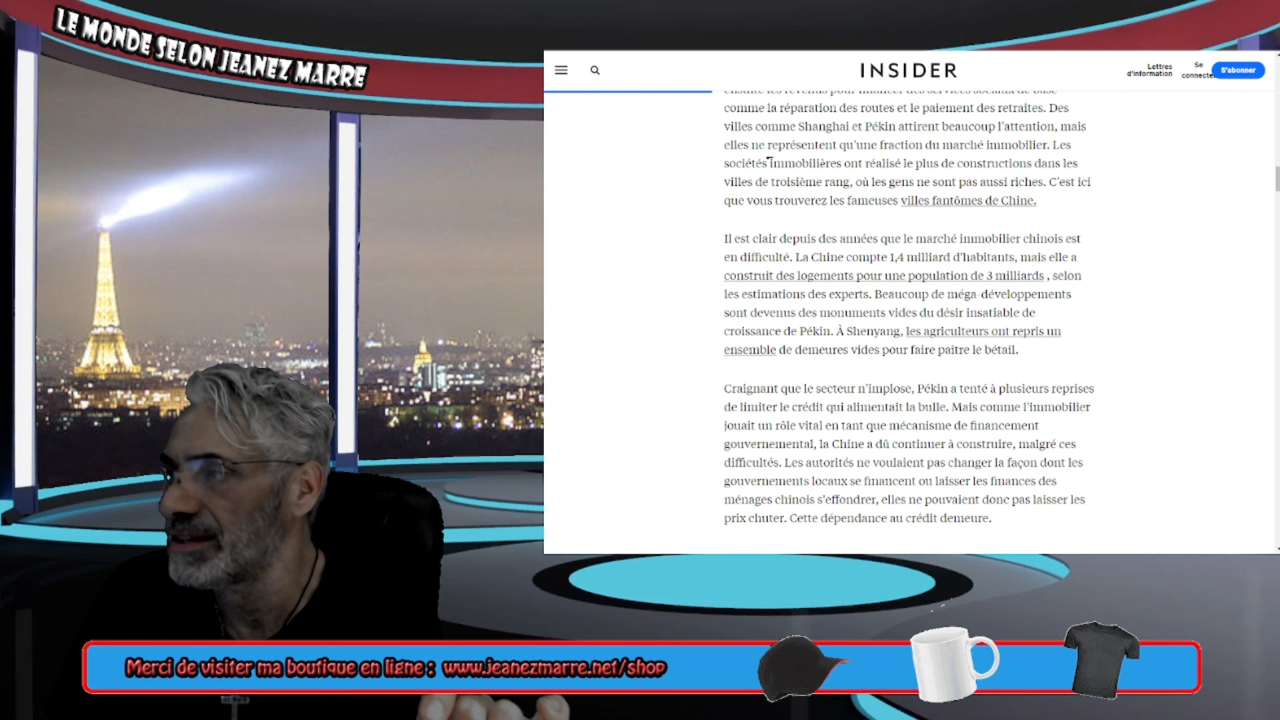 LE MONDE SELON JEANEZ MARRE
INSIDER
Lettres
d'information
Se
connecter
S'abonner
ensuite les revenus pour financer des services sociaux de base
comme la réparation des routes et le paiement des retraites. Des
villes comme Shanghai et Pékin attirent beaucoup l'attention, mais
elles ne représentent qu'une fraction du marché immobilier. Les
sociétés immobilières ont réalisé le plus de constructions dans les
villes de troisième rang, où les gens ne sont pas aussi riches. C'est ici
que vous trouverez les fameuses villes fantômes de Chine.
Il est clair depuis des années que le marché immobilier chinois est
en difficulté. La Chine compte 1,4 milliard d'habitants, mais elle a
construit des logements pour une population de 3 milliards , selon
les estimations des experts. Beaucoup de méga-développements
sont devenus des monuments vides du désir insatiable de
croissance de Pékin. À Shenyang, les agriculteurs ont repris un
ensemble de demeures vides pour faire paître le bétail.
Craignant que le secteur n'implose, Pékin a tenté à plusieurs reprises
de limiter le crédit qui alimentait la bulle. Mais comme l'immobilier
jouait un rôle vital en tant que mécanisme de financement
gouvernemental, la Chine a dû continuer à construire, malgré ces
difficultés. Les autorités ne voulaient pas changer la façon dont les
gouvernements locaux se financent ou laisser les finances des
ménages chinois s'effondrer, elles ne pouvaient donc pas laisser les
prix chuter. Cette dépendance au crédit demeure.
Merci de visiter ma boutique en ligne : www.jeanezmarre.net/shop